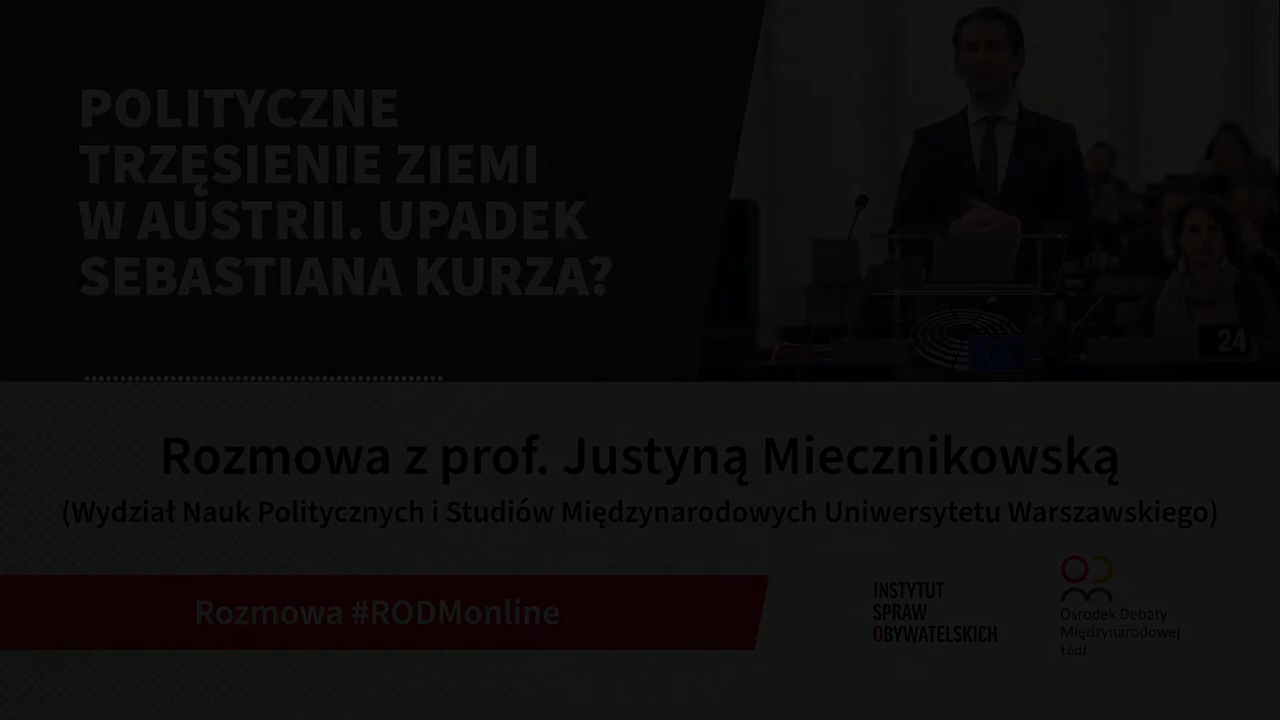 POLITYCZNE
TRZĘSIENIE ZIEMI
W AUSTRII. UPADEK
SEBASTIANA KURZA?
24
Rozmowa z prof. Justyną Miecznikowską
(Wydział Nauk Politycznych i Studiów Międzynarodowych Uniwersytetu Warszawskiego)
Rozmowa #RODMonline
INSTYTUT
SPRAW
OBYWATELSKICH
Ośrodek Debaty
Międzynarodowej
Łódź